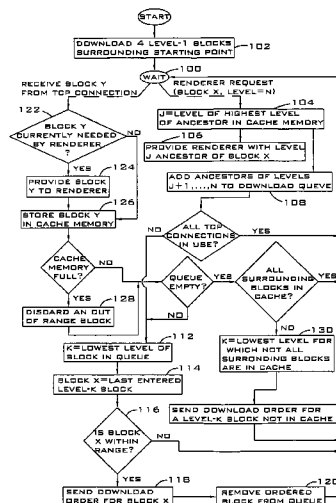 START
DOWNLOAD 4 LEVEL-1 BLOCKS
SURROUNDING STARTING POINT
102
100
WAIT
RECEIVE BLOCK Y
FROM TCP CONNECTION
RENDERER REQUEST
(BLOCK X, LEVEL=N)
122
BLOCK Y
CURRENTLY NEEDED
BY RENDERER
?
NO
YES
104
J=LEVEL OF HIGHEST LEVEL
OF ANCESTOR IN CACHE MEMORY
106
PROVIDE RENDERER WITH LEVEL
J ANCESTOR OF BLOCK X
124
PROVIDE BLOCK
Y TO RENDERER
ADD ANCESTORS OF LEVELS
J+1,...,N TO DOWNLOAD QUEUE
108
126
STORE BLOCK Y
IN CACHE MEMORY
ALL TCP
CONNECTIONS
IN USE?
YES
NO
CACHE
MEMORY
FULL?
NO
YES
QUEUE
EMPTY?
YES
NO
ALL
SURROUNDING
BLOCKS IN
CACHE?
YES
NO
128
DISCARD AN OUT
OF RANGE BLOCK
112
K=LOWEST LEVEL OF
BLOCK IN QUEUE
130
K=LOWEST LEVEL FOR
WHICH NOT ALL
SURRONDING BLOCKS
ARE IN CACHE
114
BLOCK X=LAST ENTERED
LEVEL-K BLOCK
SEND DOWNLOAD ORDER FOR
A LEVEL-K BLOCK NOT IN CACHE
116
IS BLOCK
X WITHIN
RANGE?
NO
YES
118
SEND DOWNLOAD
ORDER FOR BLOCK X
120
REMOVE ORDERED
BLOCK FROM QUEUE